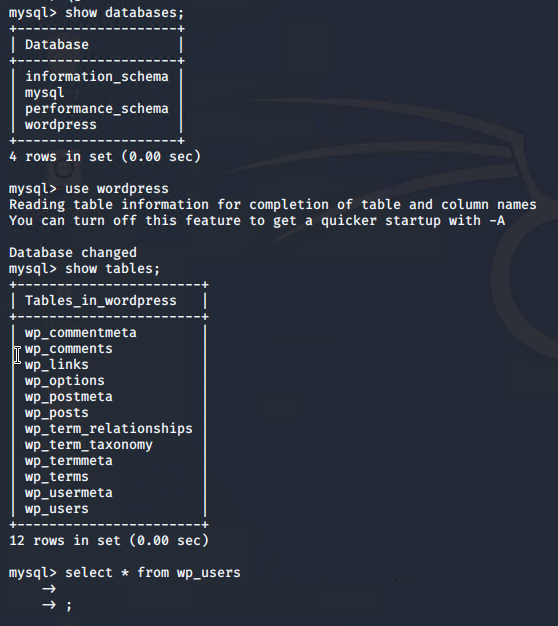 mysql> show databases;
+--------------------+
| Database           |
+--------------------+
| information_schema |
| mysql              |
| performance_schema |
| wordpress          |
+--------------------+
4 rows in set (0.00 sec)

mysql> use wordpress
Reading table information for completion of table and column names
You can turn off this feature to get a quicker startup with -A

Database changed
mysql> show tables;
+-----------------------+
| Tables_in_wordpress   |
+-----------------------+
| wp_commentmeta        |
| wp_comments           |
| wp_links              |
| wp_options            |
| wp_postmeta           |
| wp_posts              |
| wp_term_relationships |
| wp_term_taxonomy      |
| wp_termmeta           |
| wp_terms              |
| wp_usermeta           |
| wp_users              |
+-----------------------+
12 rows in set (0.00 sec)

mysql> select * from wp_users
    ->
    -> ;